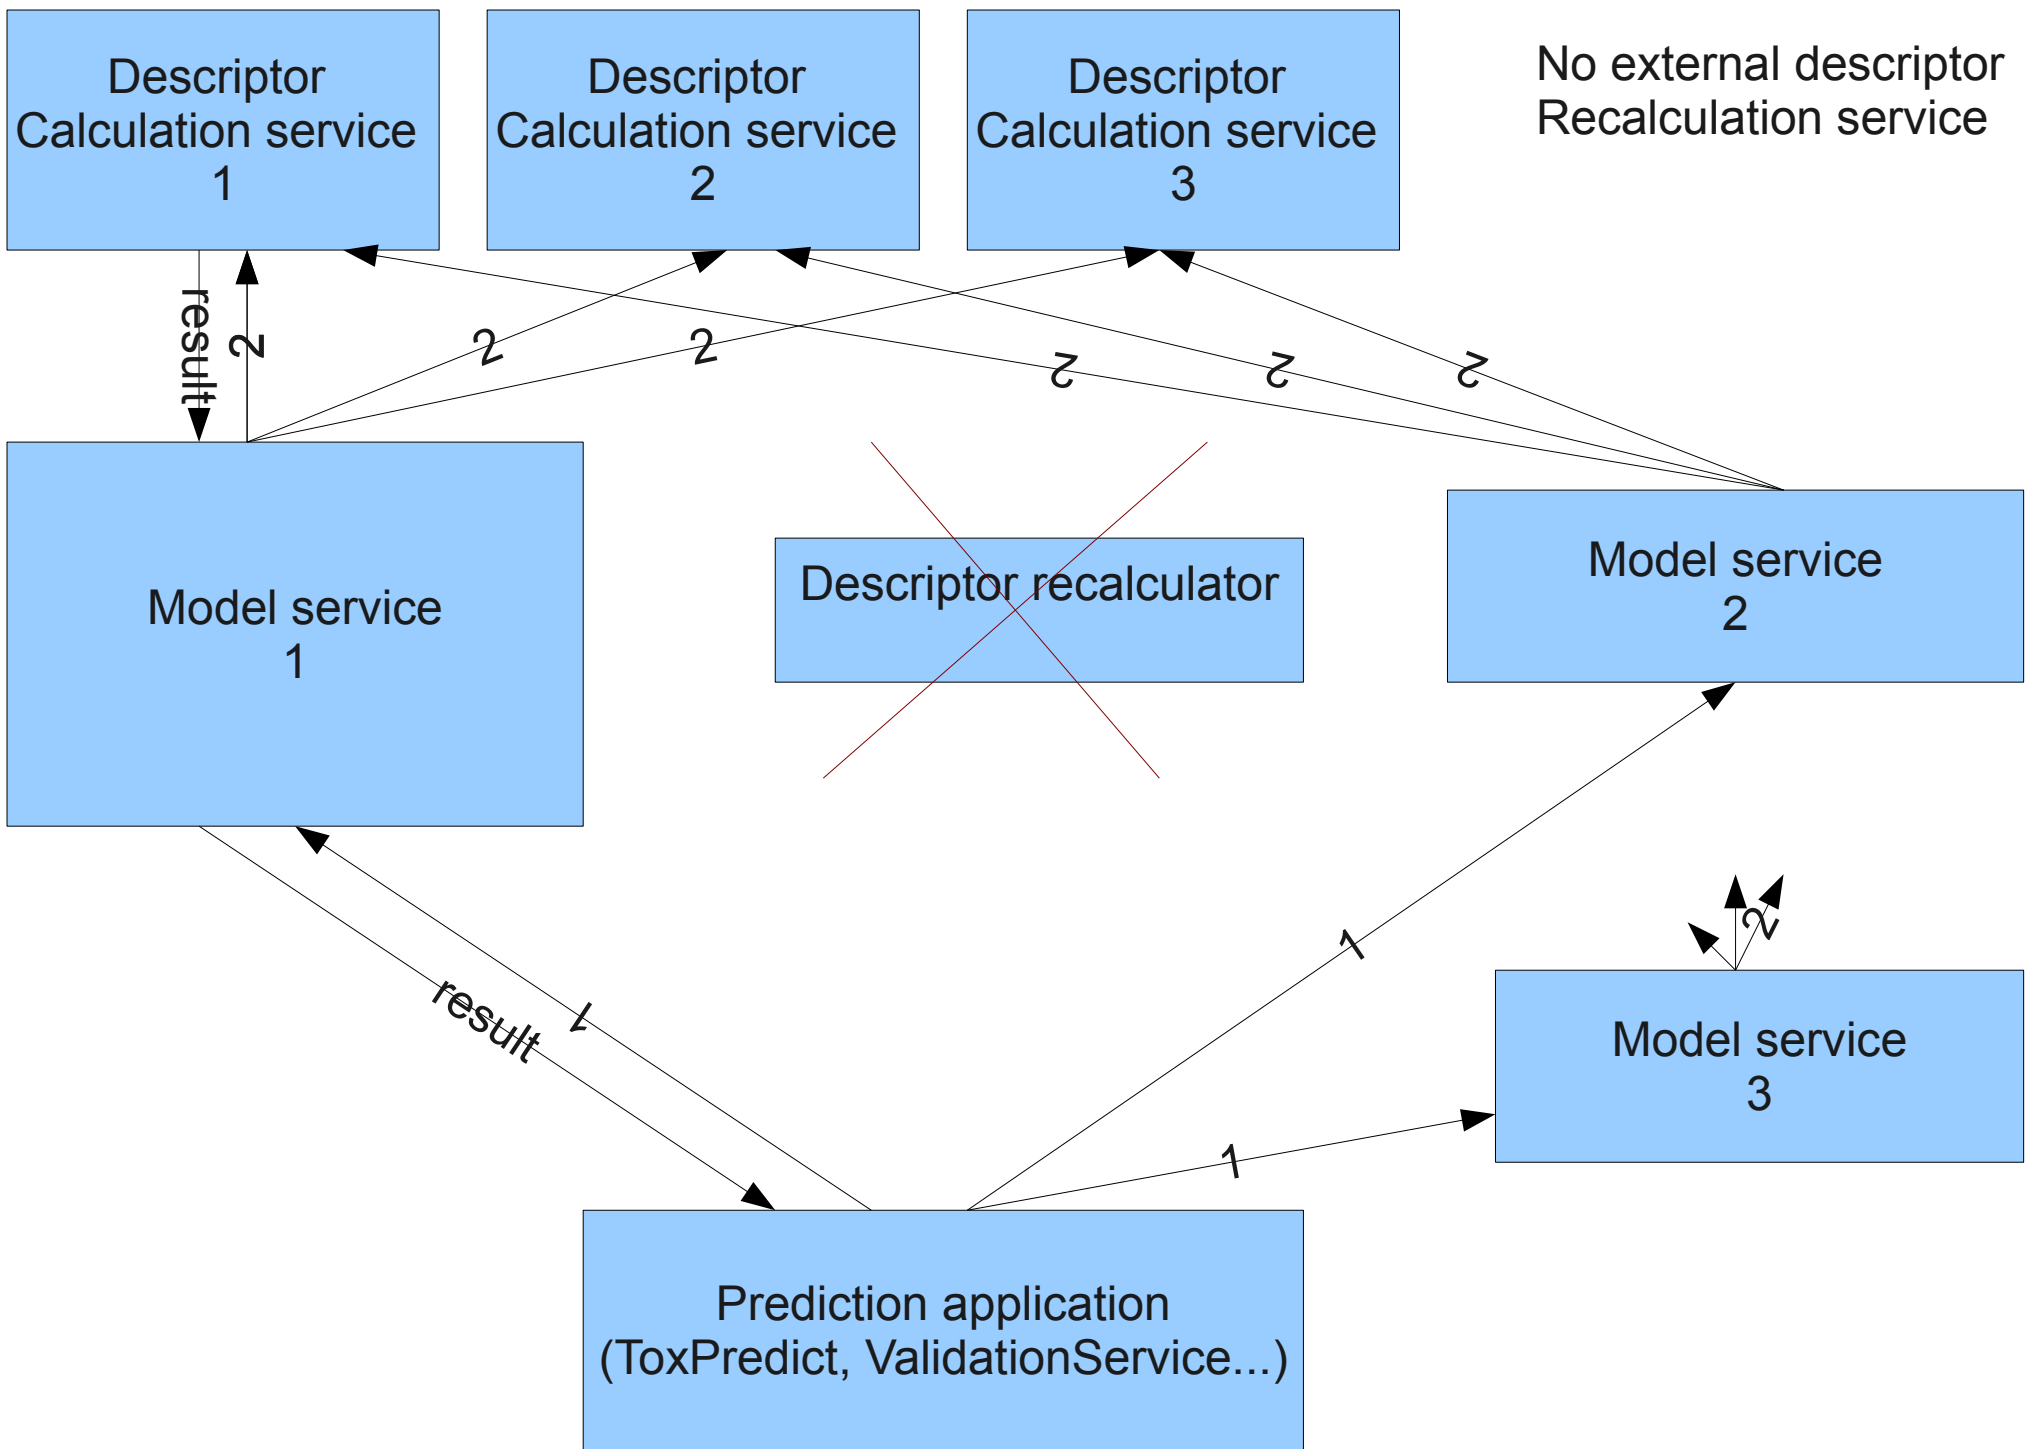 Descriptor
Calculation service
1
Descriptor
Calculation service
2
Descriptor
Calculation service
3
No external descriptor
Recalculation service
result
2
2
2
2
2
2
Model service
1
Descriptor recalculator
Model service
2
result
1
1
2
1
Model service
3
Prediction application
(ToxPredict, ValidationService...)